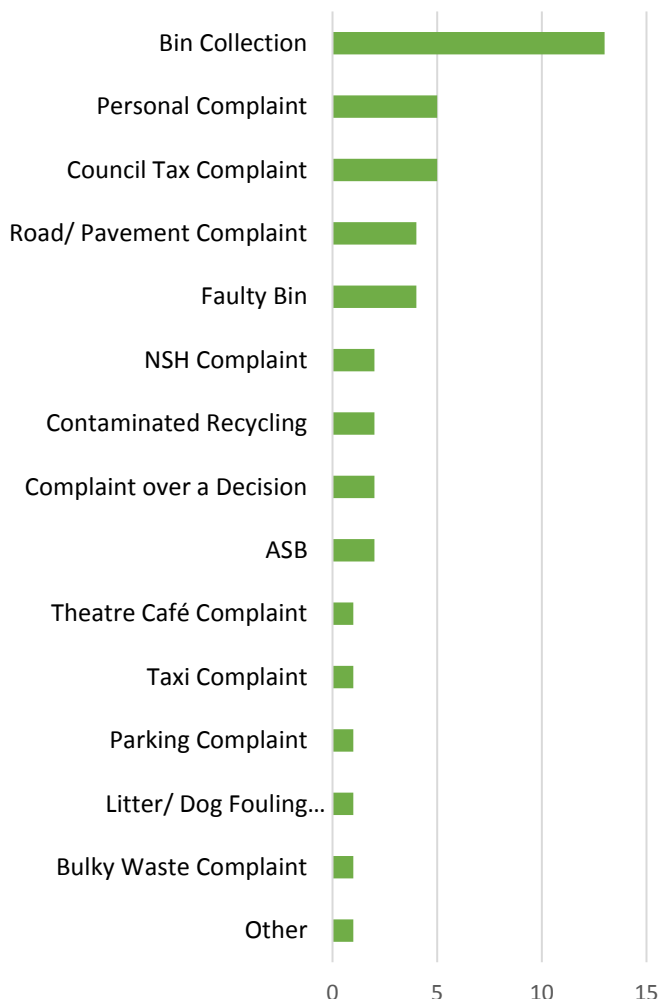 Bin Collection
Personal Complaint
Council Tax Complaint
Road/ Pavement Complaint
Faulty Bin
NSH Complaint
Contaminated Recycling
Complaint over a Decision
ASB
Theatre Café Complaint
Taxi Complaint
Parking Complaint
Litter/ Dog Fouling...
Bulky Waste Complaint
Other
0 5 10 15